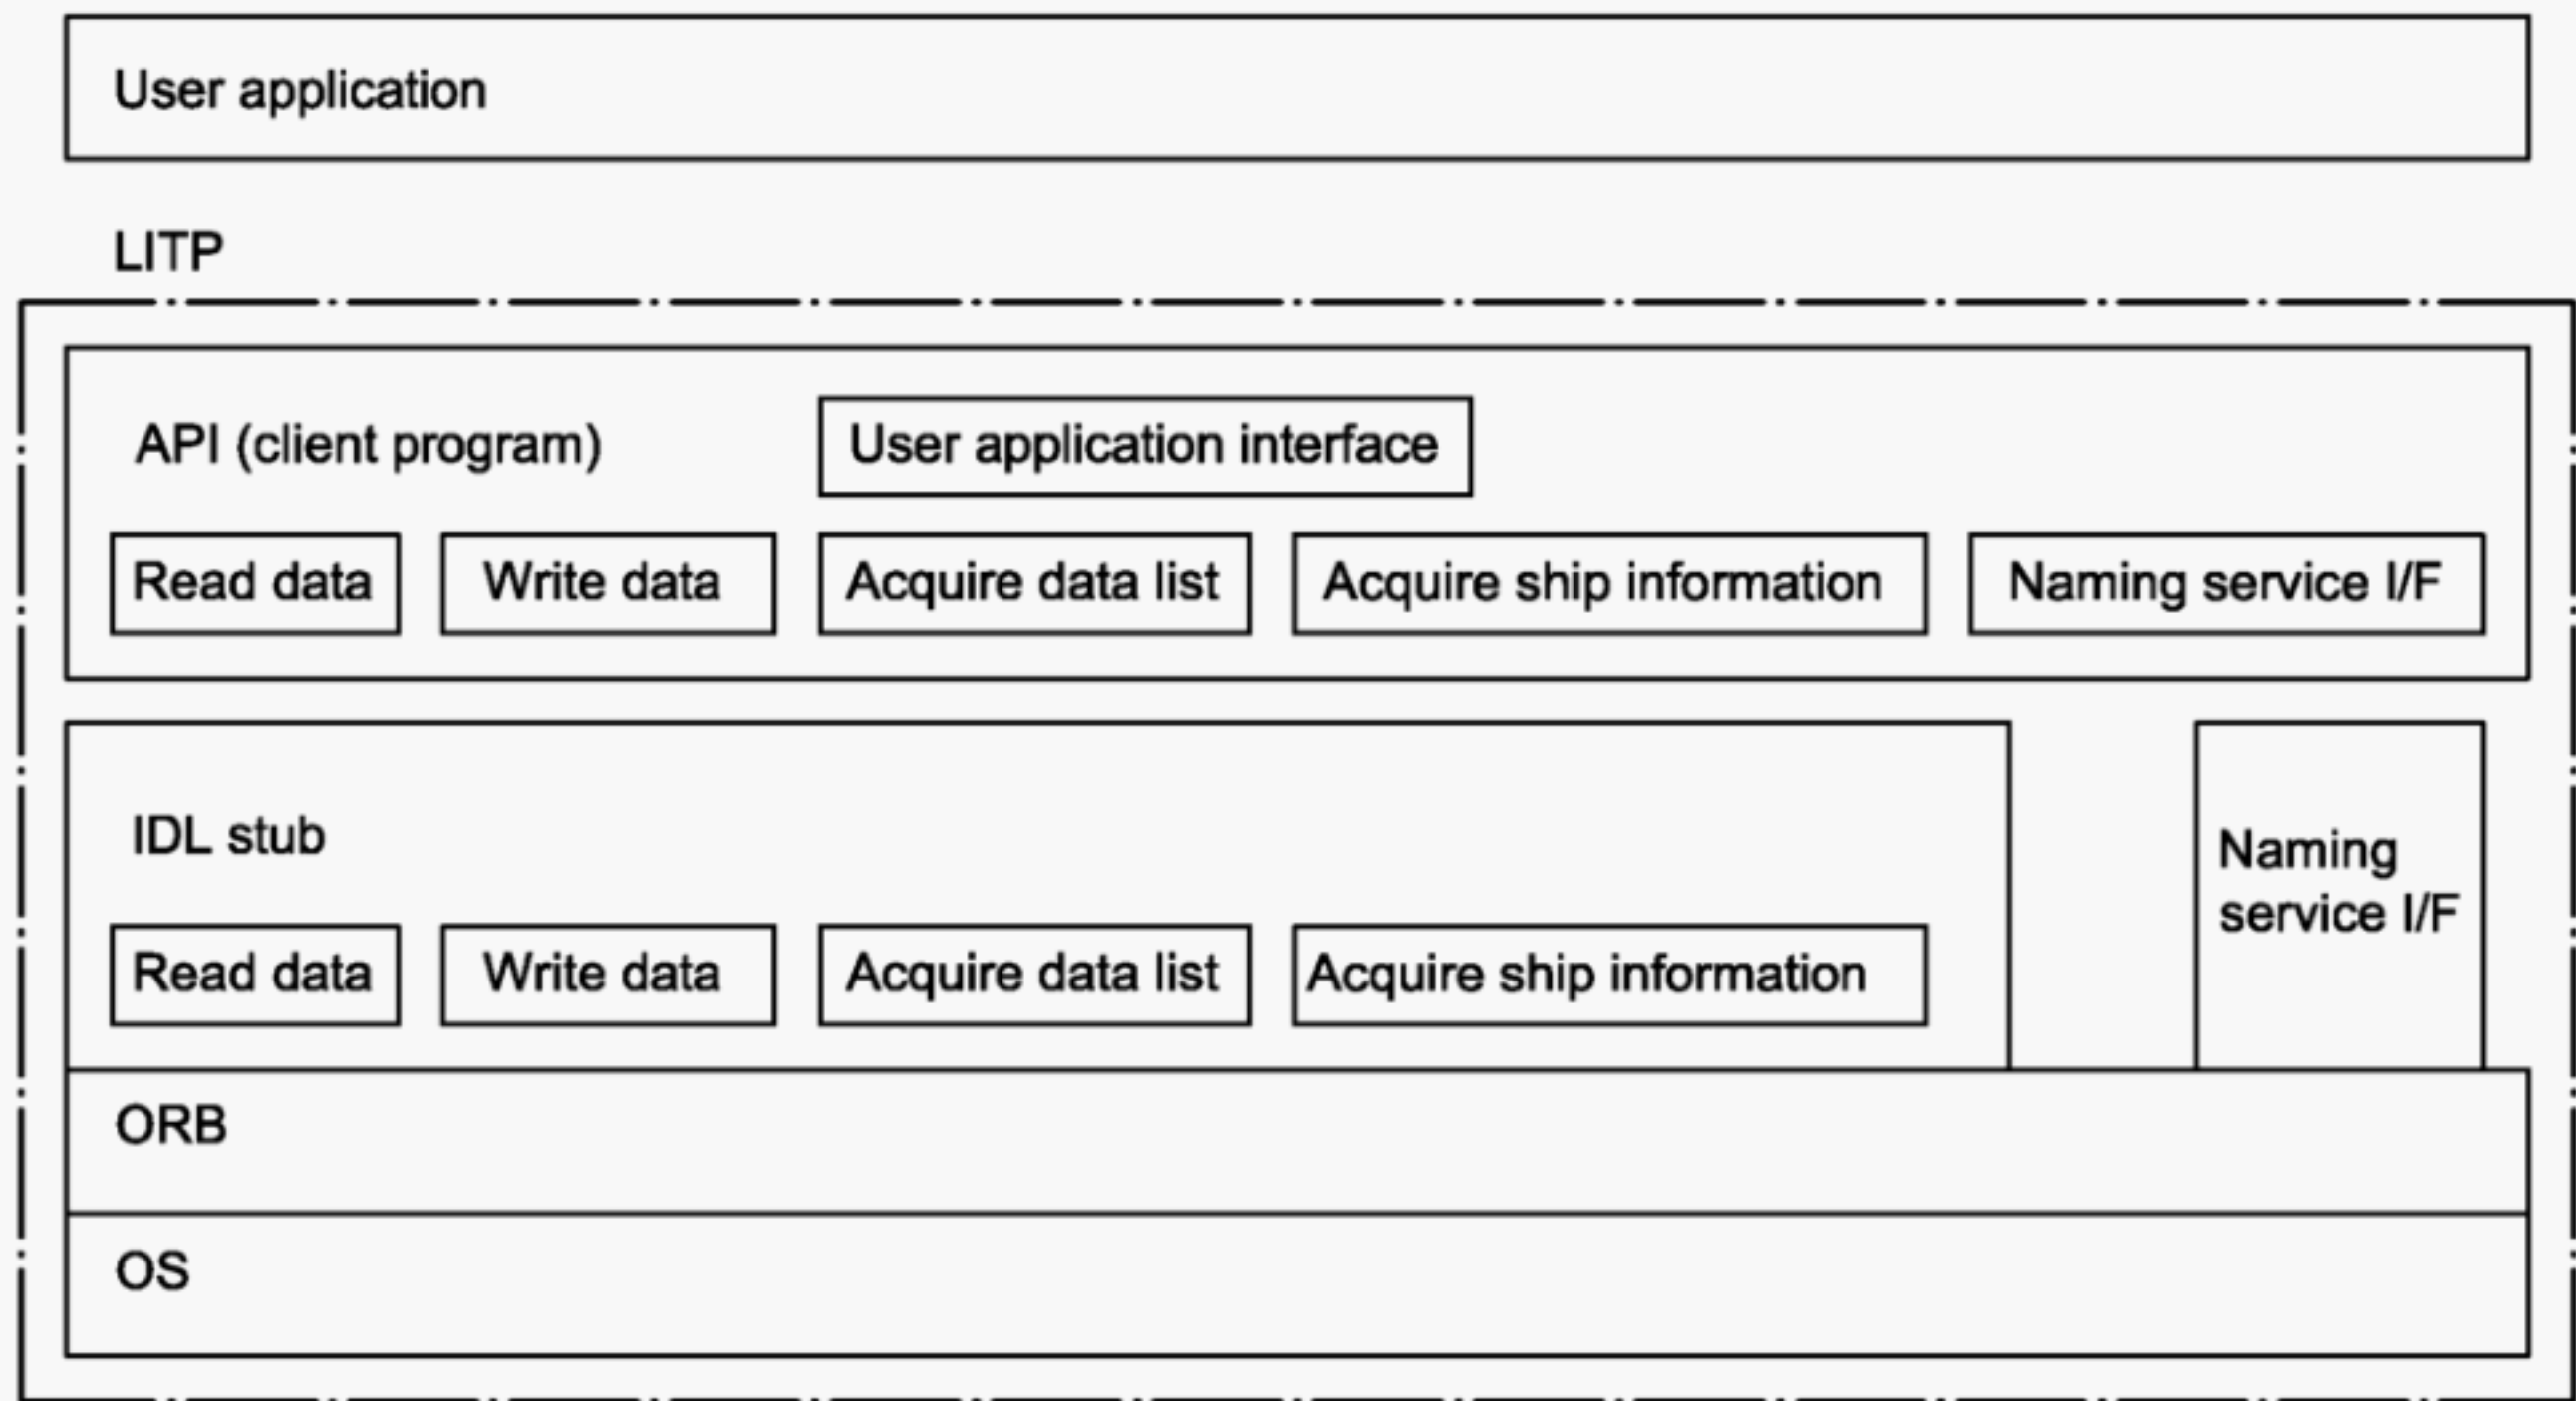 User application
LITP
API (client program)
User application interface
Read data
Write data
Acquire data list
Acquire ship information
Naming service I/F
IDL stub
Naming
service I/F
Read data
Write data
Acquire data list
Acquire ship information
ORB
OS